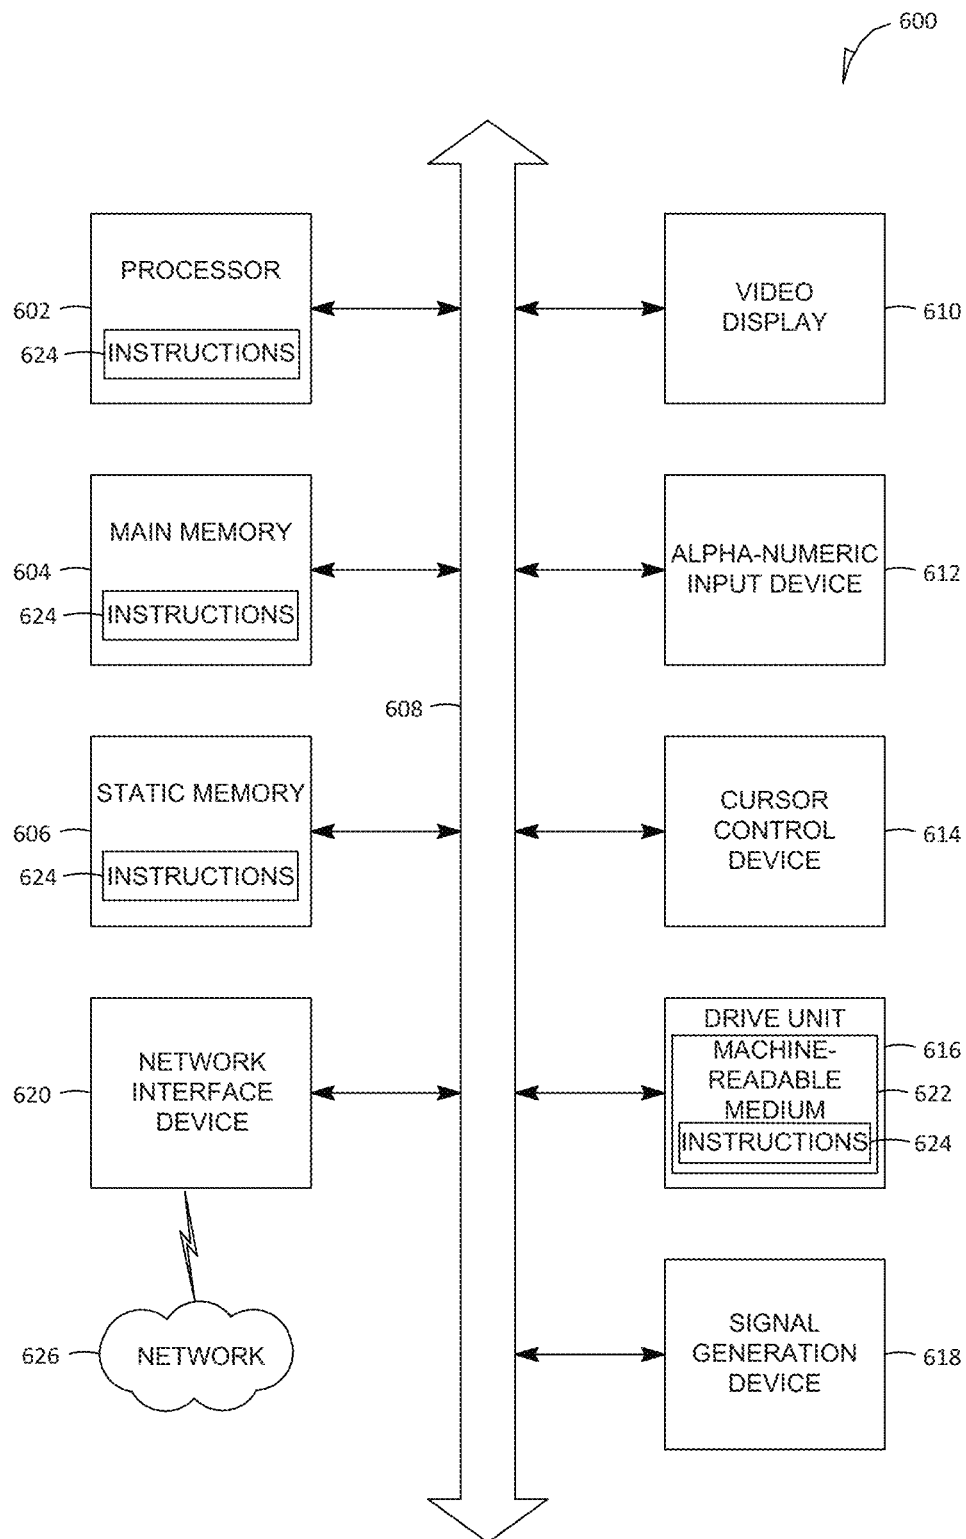 600
PROCESSOR
602
624
INSTRUCTIONS
VIDEO
DISPLAY
610
MAIN MEMORY
604
624
INSTRUCTIONS
ALPHA-NUMERIC
INPUT DEVICE
612
608
STATIC MEMORY
606
624
INSTRUCTIONS
CURSOR
CONTROL
DEVICE
614
NETWORK
INTERFACE
DEVICE
620
DRIVE UNIT
MACHINE-
READABLE
MEDIUM
INSTRUCTIONS
616
622
624
NETWORK
626
SIGNAL
GENERATION
DEVICE
618